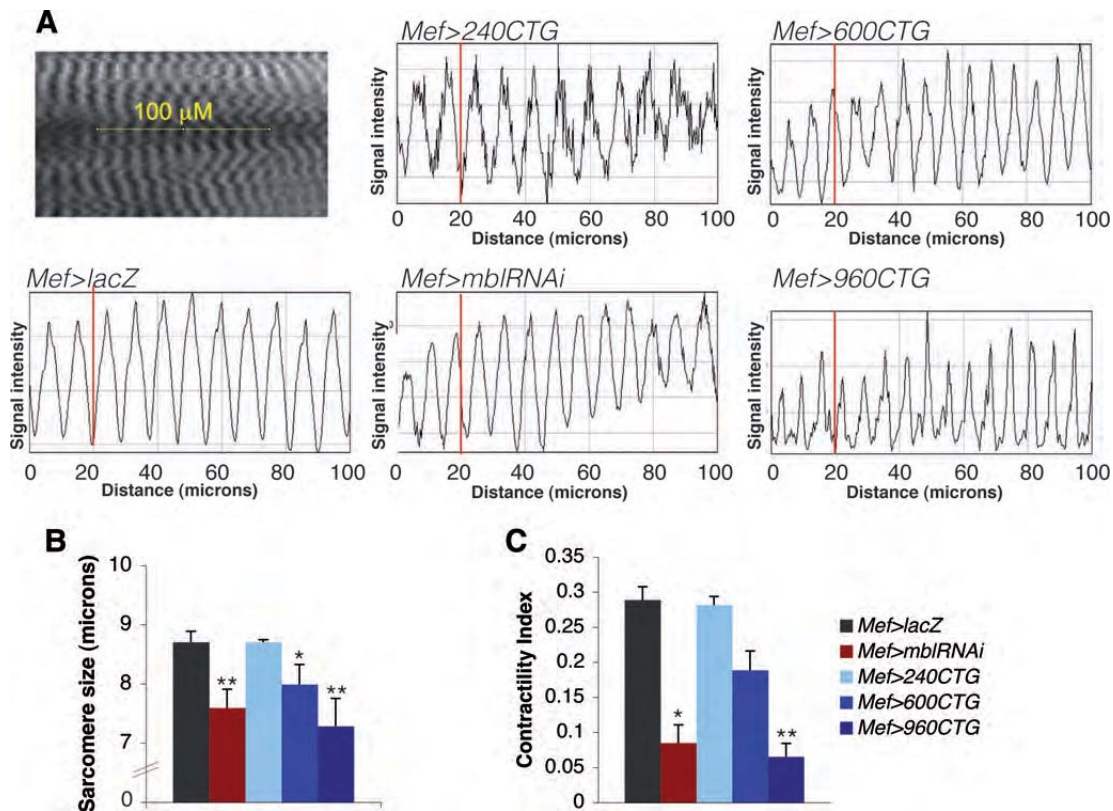 A
100 µM
Mef>240CTG
Signal intensity
0 20 40 60 80 100
Distance (microns)
Mef>600CTG
Signal intensity
0 20 40 60 80 100
Distance (microns)
Mef>lacZ
Signal intensity
0 20 40 60 80 100
Distance (microns)
Mef>mblRNAi
3
Signal intensity
0 20 40 60 80 100
Distance (microns)
Mef>960CTG
Signal intensity
0 20 40 60 80 100
Distance (microns)
B
Sarcomere size (microns)
10
9
8
7
0
**
*
**
C
Contractility Index
0.35
0.3
0.25
0.2
0.15
0.1
0.05
0
*
**
Mef>lacZ
Mef>mblRNAi
Mef>240CTG
Mef>600CTG
Mef>960CTG